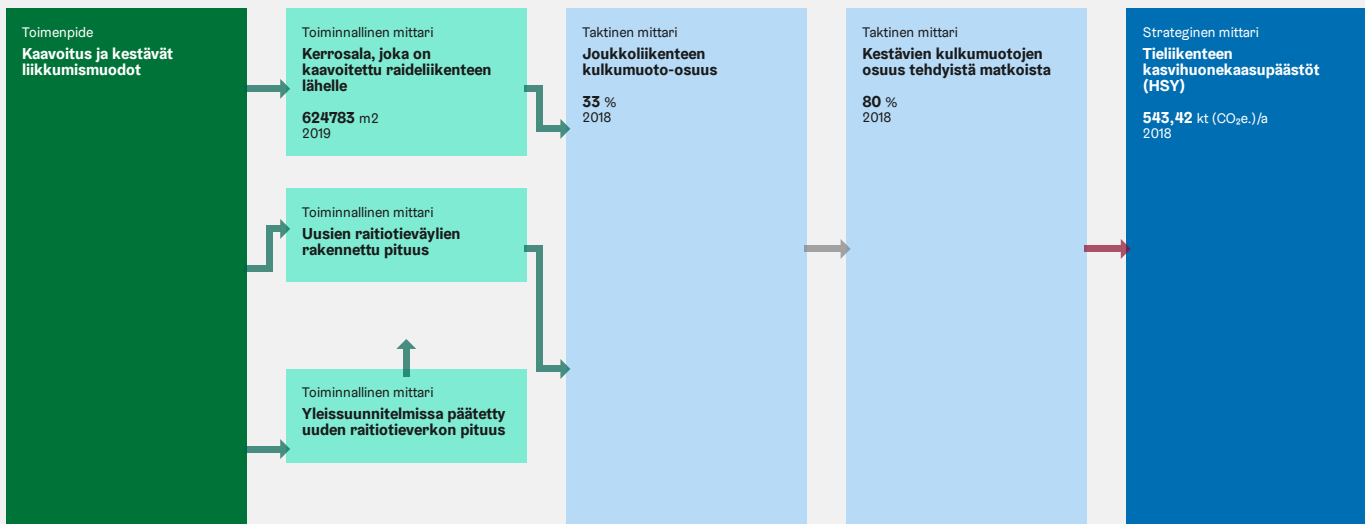 Toimenpide
Kaavoitus ja kestävät
liikkumismuodot
Toiminnallinen mittari
Kerrosala, joka on
kaavoitettu raideliikenteen
lähelle
624783 m2
2019
Toiminnallinen mittari
Uusien raitiotieväylien
rakennettu pituus
Toiminnallinen mittari
Yleissuunnitelmissa päätetty
uuden raitiotieverkon pituus
Taktinen mittari
Joukkoliikenteen
kulkumuoto-osuus
33 %
2018
Taktinen mittari
Kestävien kulkumuotojen
osuus tehdyistä matkoista
80 %
2018
Strateginen mittari
Tieliikenteen
kasvihuonekaasupäästöt
(HSY)
543,42 kt (CO₂e.)/a
2018